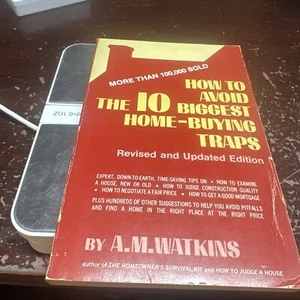 MORE THAN 100,000 SOLD
HOW TO
AVOID
THE 10 BIGGEST
HOME-BUYING
TRAPS
Revised and Updated Edition
EXPERT, DOWN-TO-EARTH, TIME-SAVING TIPS ON • HOW TO EXAMINE
A HOUSE, NEW OR OLD • HOW TO JUDGE CONSTRUCTION QUALITY
• HOW TO NEGOTIATE A FAIR PRICE • HOW TO GET A GOOD MORTGAGE
PLUS HUNDREDS OF OTHER SUGGESTIONS TO HELP YOU AVOID PITFALLS
AND FIND A HOME IN THE RIGHT PLACE AT THE RIGHT PRICE
BY A.M. WATKINS
author of THE HOMEOWNER'S SURVIVAL KIT and HOW TO JUDGE A HOUSE